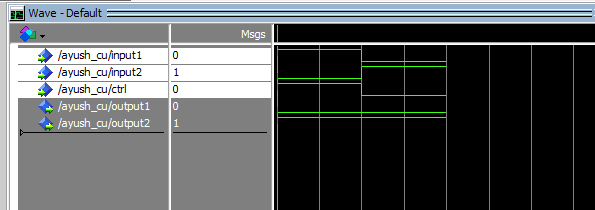 Wave - Default
Msgs
/ayush_cu/input1 0
/ayush_cu/input2 1
/ayush_cu/ctrl 0
/ayush_cu/output1 0
/ayush_cu/output2 1